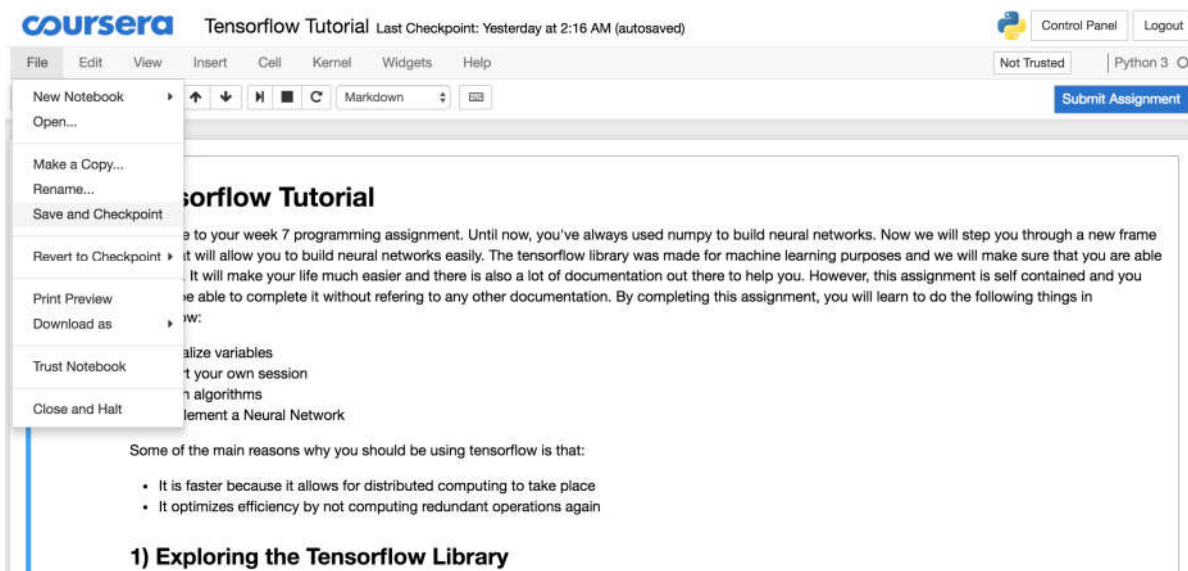 coursera Tensorflow Tutorial Last Checkpoint: Yesterday at 2:16 AM (autosaved) Control Panel Logout
File Edit View Insert Cell Kernel Widgets Help Not Trusted Python 3
New Notebook Markdown Submit Assignment
Open...
Make a Copy...
Rename...
Save and Checkpoint
Revert to Checkpoint
Print Preview
Download as
Trust Notebook
Close and Halt
sorflow Tutorial
e to your week 7 programming assignment. Until now, you've always used numpy to build neural networks. Now we will step you through a new frame
t will allow you to build neural networks easily. The tensorflow library was made for machine learning purposes and we will make sure that you are able
. It will make your life much easier and there is also a lot of documentation out there to help you. However, this assignment is self contained and you
e able to complete it without refering to any other documentation. By completing this assignment, you will learn to do the following things in
ow:
alize variables
t your own session
n algorithms
lement a Neural Network
Some of the main reasons why you should be using tensorflow is that:
• It is faster because it allows for distributed computing to take place
• It optimizes efficiency by not computing redundant operations again
1) Exploring the Tensorflow Library